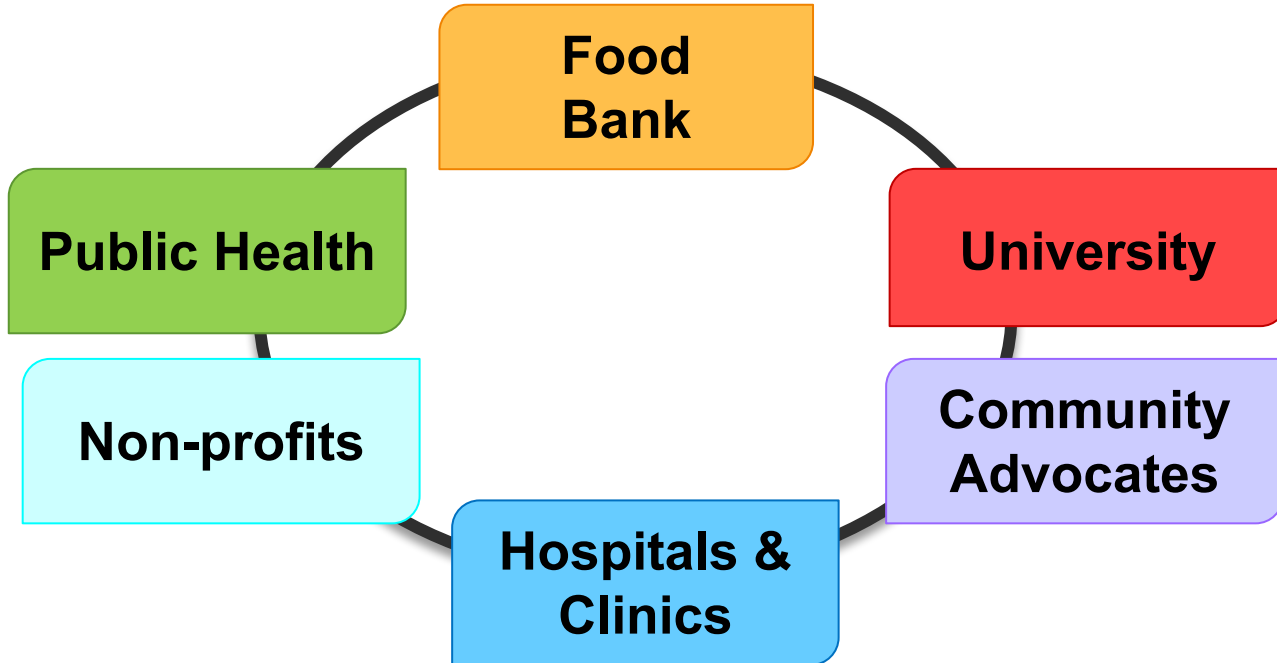 Food
Bank
Public Health
University
Non-profits
Community
Advocates
Hospitals &
Clinics